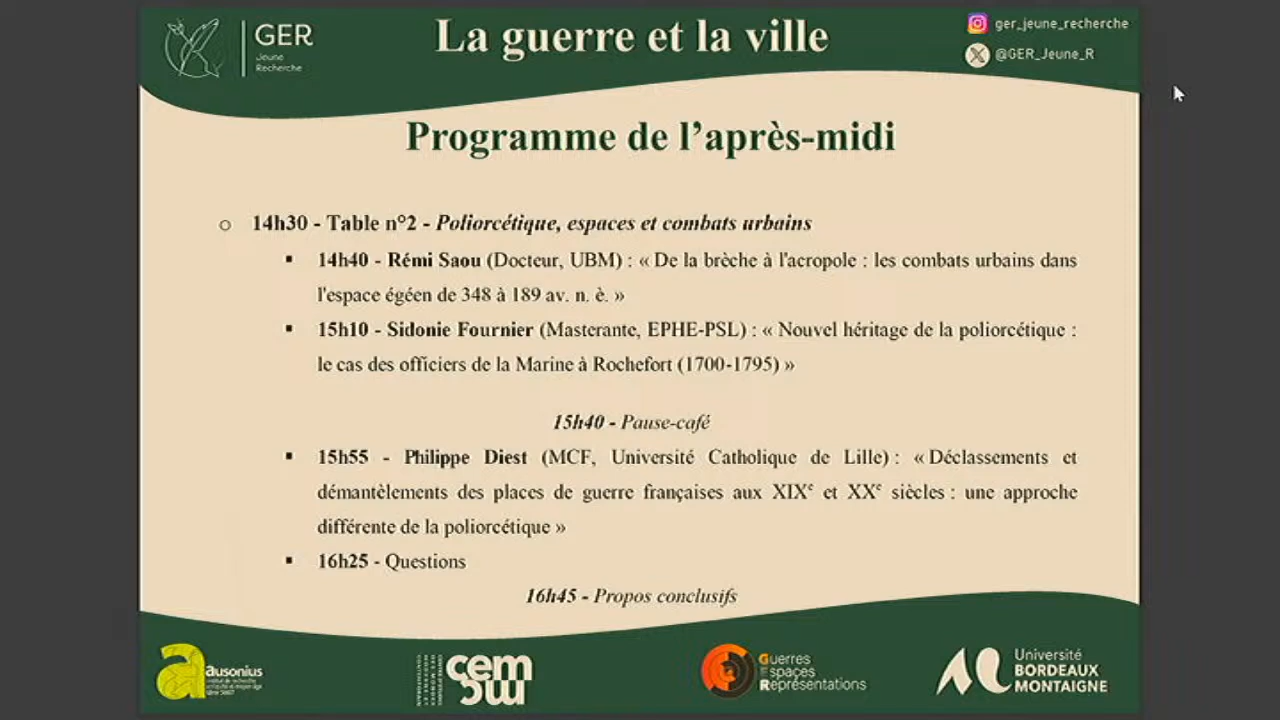 GER
Jeune
Recherche
La guerre et la ville
ger_jeune_recherche
@GER_Jeune_R
Programme de l'après-midi
14h30 - Table n°2 - Poliorcétique, espaces et combats urbains
14h40 - Rémi Saou (Docteur, UBM) : « De la brèche à l'acropole : les combats urbains dans
l'espace égéen de 348 à 189 av. n. è. »
15h10 - Sidonie Fournier (Masterante, EPHE-PSL) : « Nouvel héritage de la poliorcétique :
le cas des officiers de la Marine à Rochefort (1700-1795) »
15h40 - Pause-café
15h55 - Philippe Diest (MCF, Université Catholique de Lille) : « Déclassements et
démantèlements des places de guerre françaises aux XIXe et XXe siècles : une approche
différente de la poliorcétique »
16h25 - Questions
16h45 - Propos conclusifs
ausonius
cem
Guerres
Espaces
Représentations
Université
BORDEAUX
MONTAIGNE